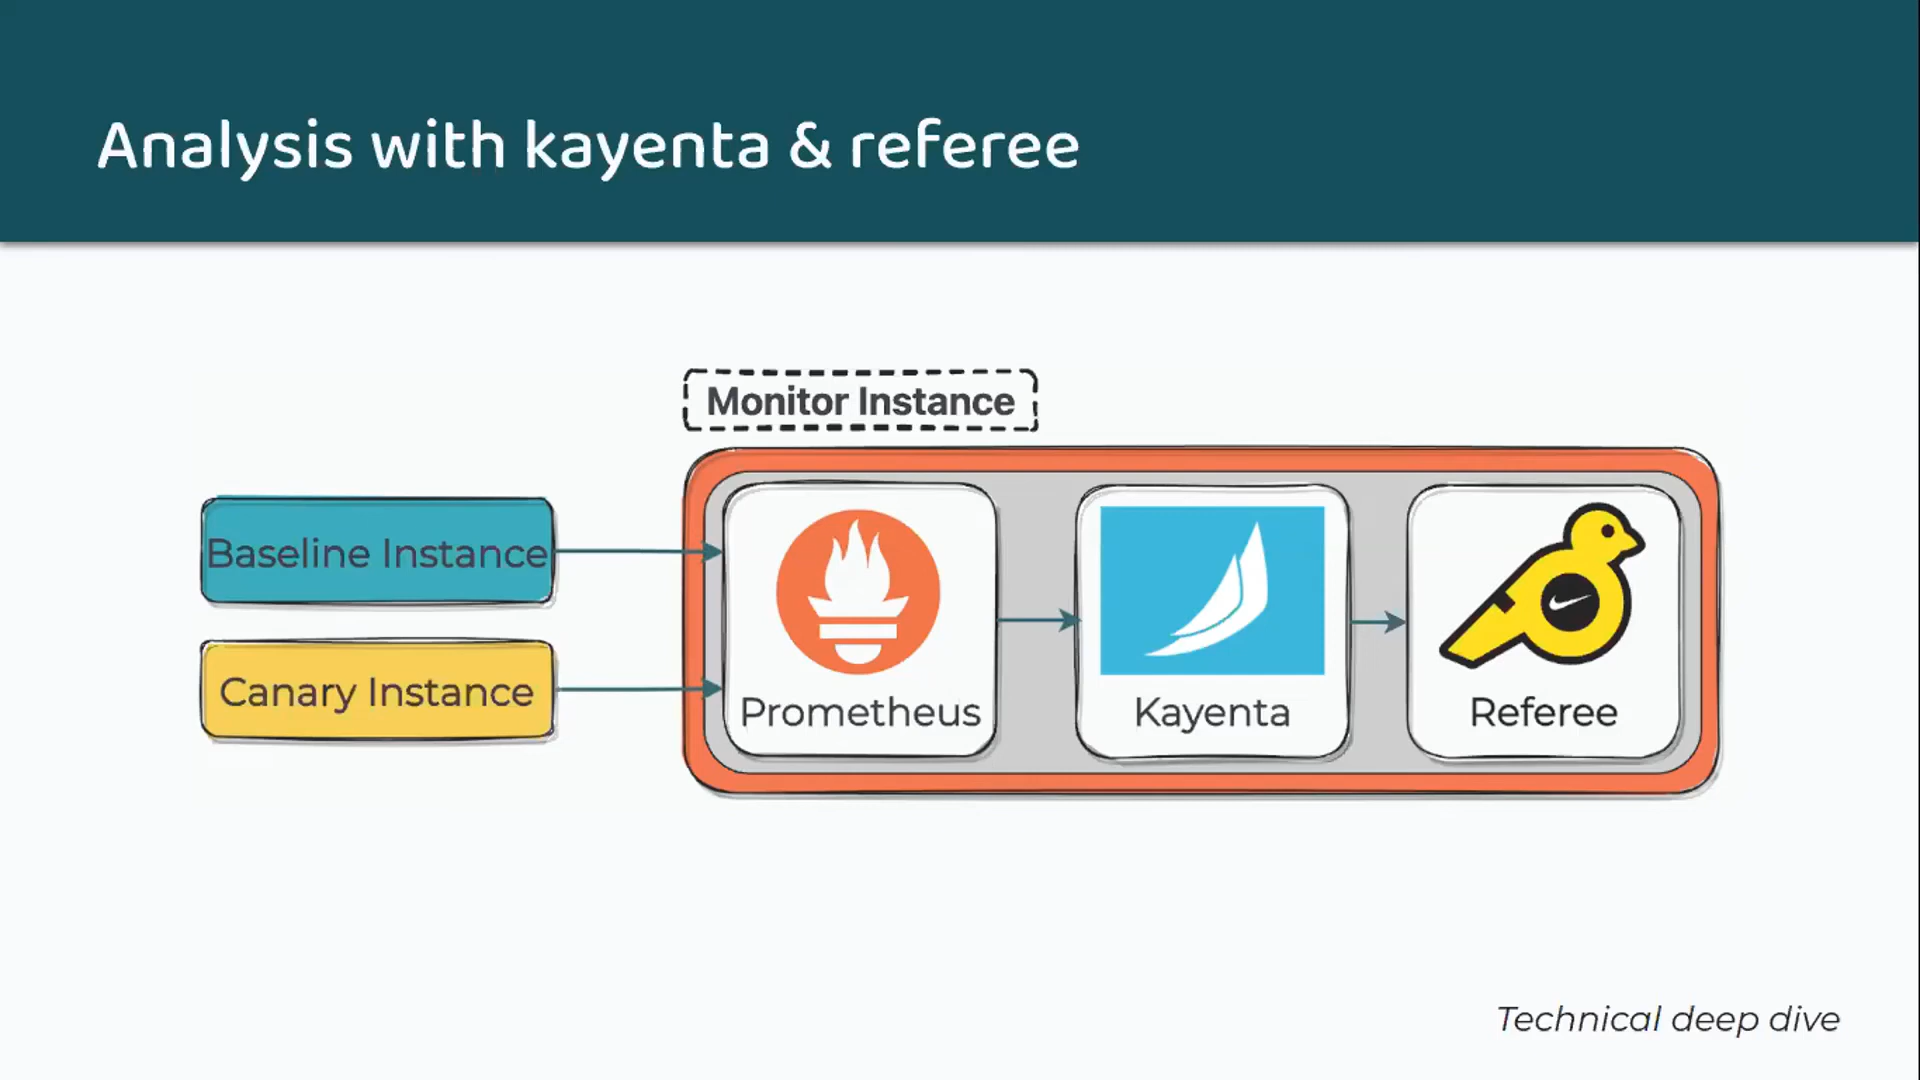 Analysis with kayenta & referee
Monitor Instance
Baseline Instance
Canary Instance
Prometheus
Kayenta
Referee
Technical deep dive